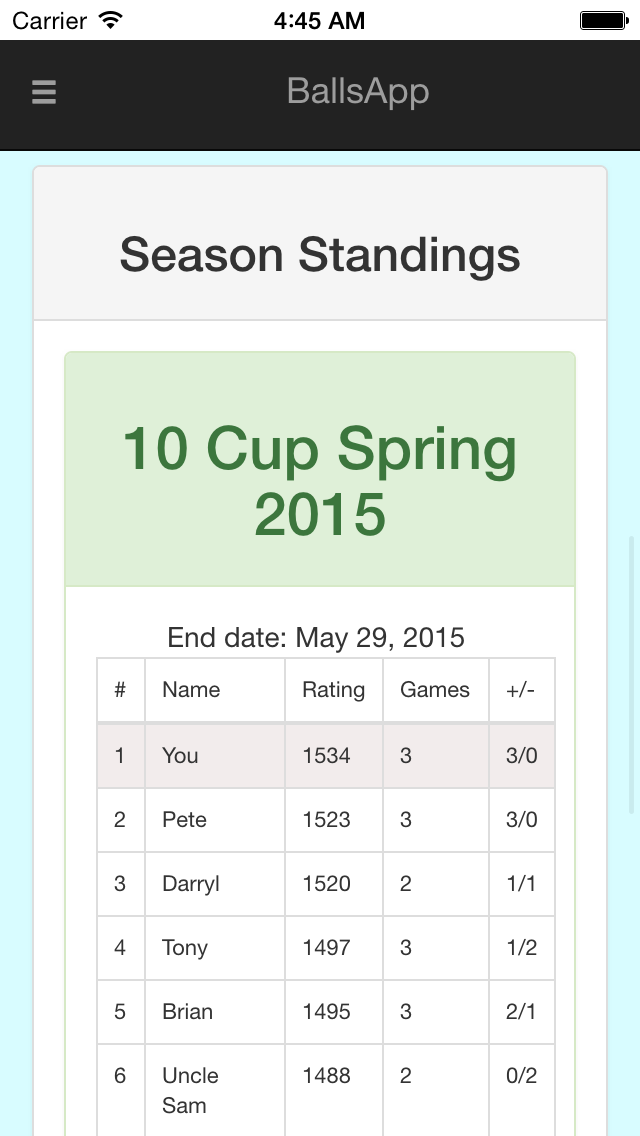 Carrier 4:45 AM
BallsApp
Season Standings
10 Cup Spring
2015
End date: May 29, 2015
# Name Rating Games +/-
1 You 1534 3 3/0
2 Pete 1523 3 3/0
3 Darryl 1520 2 1/1
4 Tony 1497 3 1/2
5 Brian 1495 3 2/1
6 Uncle 1488 2 0/2
Sam